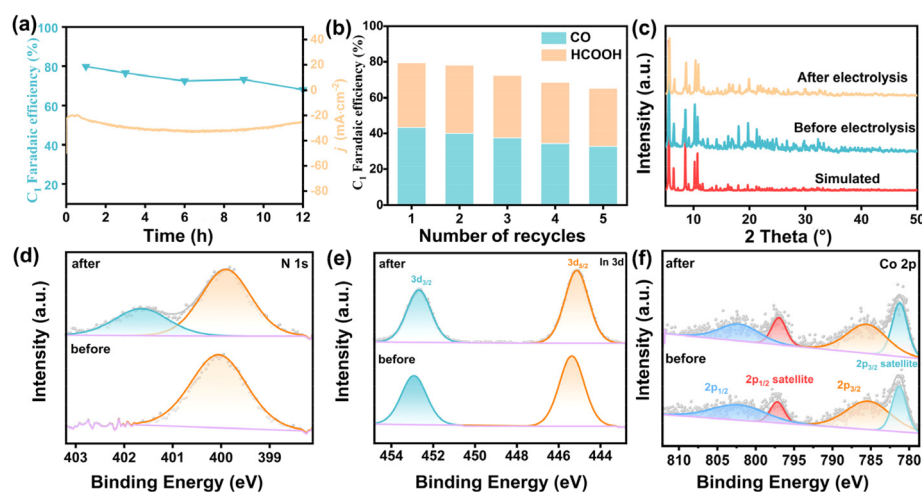 (a)
C₁ Faradaic efficiency (%)
100
80
60
40
20
0 2 4 6 8 10 12
Time (h)
40
20
0
-20
-40
-60
-80
j (mA·cm⁻²)
(b)
C₁ Faradaic efficiency (%)
100
80
60
40
20
0
CO
HCOOH
1 2 3 4 5
Number of recycles
(c)
Intensity (a.u.)
After electrolysis
Before electrolysis
Simulated
10 20 30 40 50
2 Theta (°)
(d)
N 1s
after
before
Intensity (a.u.)
403 402 401 400 399
Binding Energy (eV)
(e)
In 3d
after
3d3/2
3d5/2
before
Intensity (a.u.)
454 452 450 448 446 444
Binding Energy (eV)
(f)
Co 2p
after
before
2p1/2
2p1/2 satellite
2p3/2
2p3/2 satellite
Intensity (a.u.)
810 805 800 795 790 785 780
Binding Energy (eV)